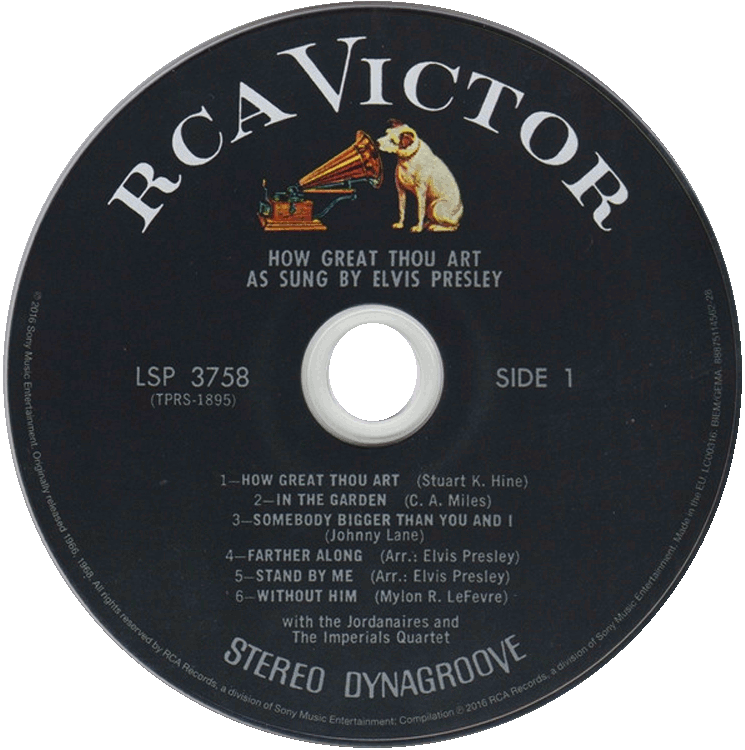 RCA VICTOR
HOW GREAT THOU ART
AS SUNG BY ELVIS PRESLEY
LSP 3758
(TPRS-1895)
SIDE 1
1—HOW GREAT THOU ART (Stuart K. Hine)
2—IN THE GARDEN (C. A. Miles)
3—SOMEBODY BIGGER THAN YOU AND I
(Johnny Lane)
4—FARTHER ALONG (Arr.: Elvis Presley)
5—STAND BY ME (Arr.: Elvis Presley)
6—WITHOUT HIM (Mylon R. LeFevre)
with the Jordanaires and
The Imperials Quartet
STEREO DYNAGROOVE
℗ 2016 Sony Music Entertainment. Originally released 1966, 1968. All rights reserved by RCA Records, a division of Sony Music Entertainment; Compilation ℗ 2016 RCA Records, a division of Sony Music Entertainment. Made in the EU. LC00316. BIEM/GEMA. 88875114562-28